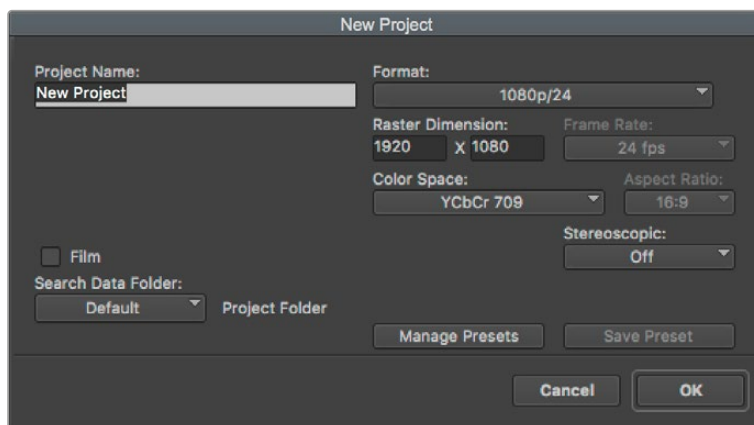 New Project
Project Name:
New Project
Format:
1080p/24
Raster Dimension:
1920 X 1080
Frame Rate:
24 fps
Color Space:
YCbCr 709
Aspect Ratio:
16:9
Stereoscopic:
Off
Film
Search Data Folder:
Default
Project Folder
Manage Presets
Save Preset
Cancel
OK